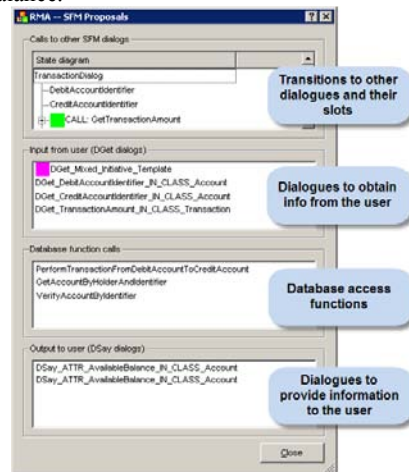 RMA -- SFM Proposals
Calls to other SFM dialogs
State diagram
TransactionDialog
DebitAccountIdentifier
CreditAccountIdentifier
CALL: GetTransactionAmount
Transitions to other
dialogues and their
slots
Input from user (DGet dialogs)
DGet_Mixed_Initiative_Template
DGet_DebitAccountIdentifier_IN_CLASS_Account
DGet_CreditAccountIdentifier_IN_CLASS_Account
DGet_TransactionAmount_IN_CLASS_Transaction
Dialogues to obtain
info from the user
Database function calls
PerformTransactionFromDebitAccountToCreditAccount
GetAccountByHolderAndIdentifier
VerifyAccountByIdentifier
Database access
functions
Output to user (DSay dialogs)
DSay_ATTR_AvailableBalance_IN_CLASS_Account
DSay_ATTR_AvailableBalance_IN_CLASS_Account
Dialogues to
provide information
to the user
Close